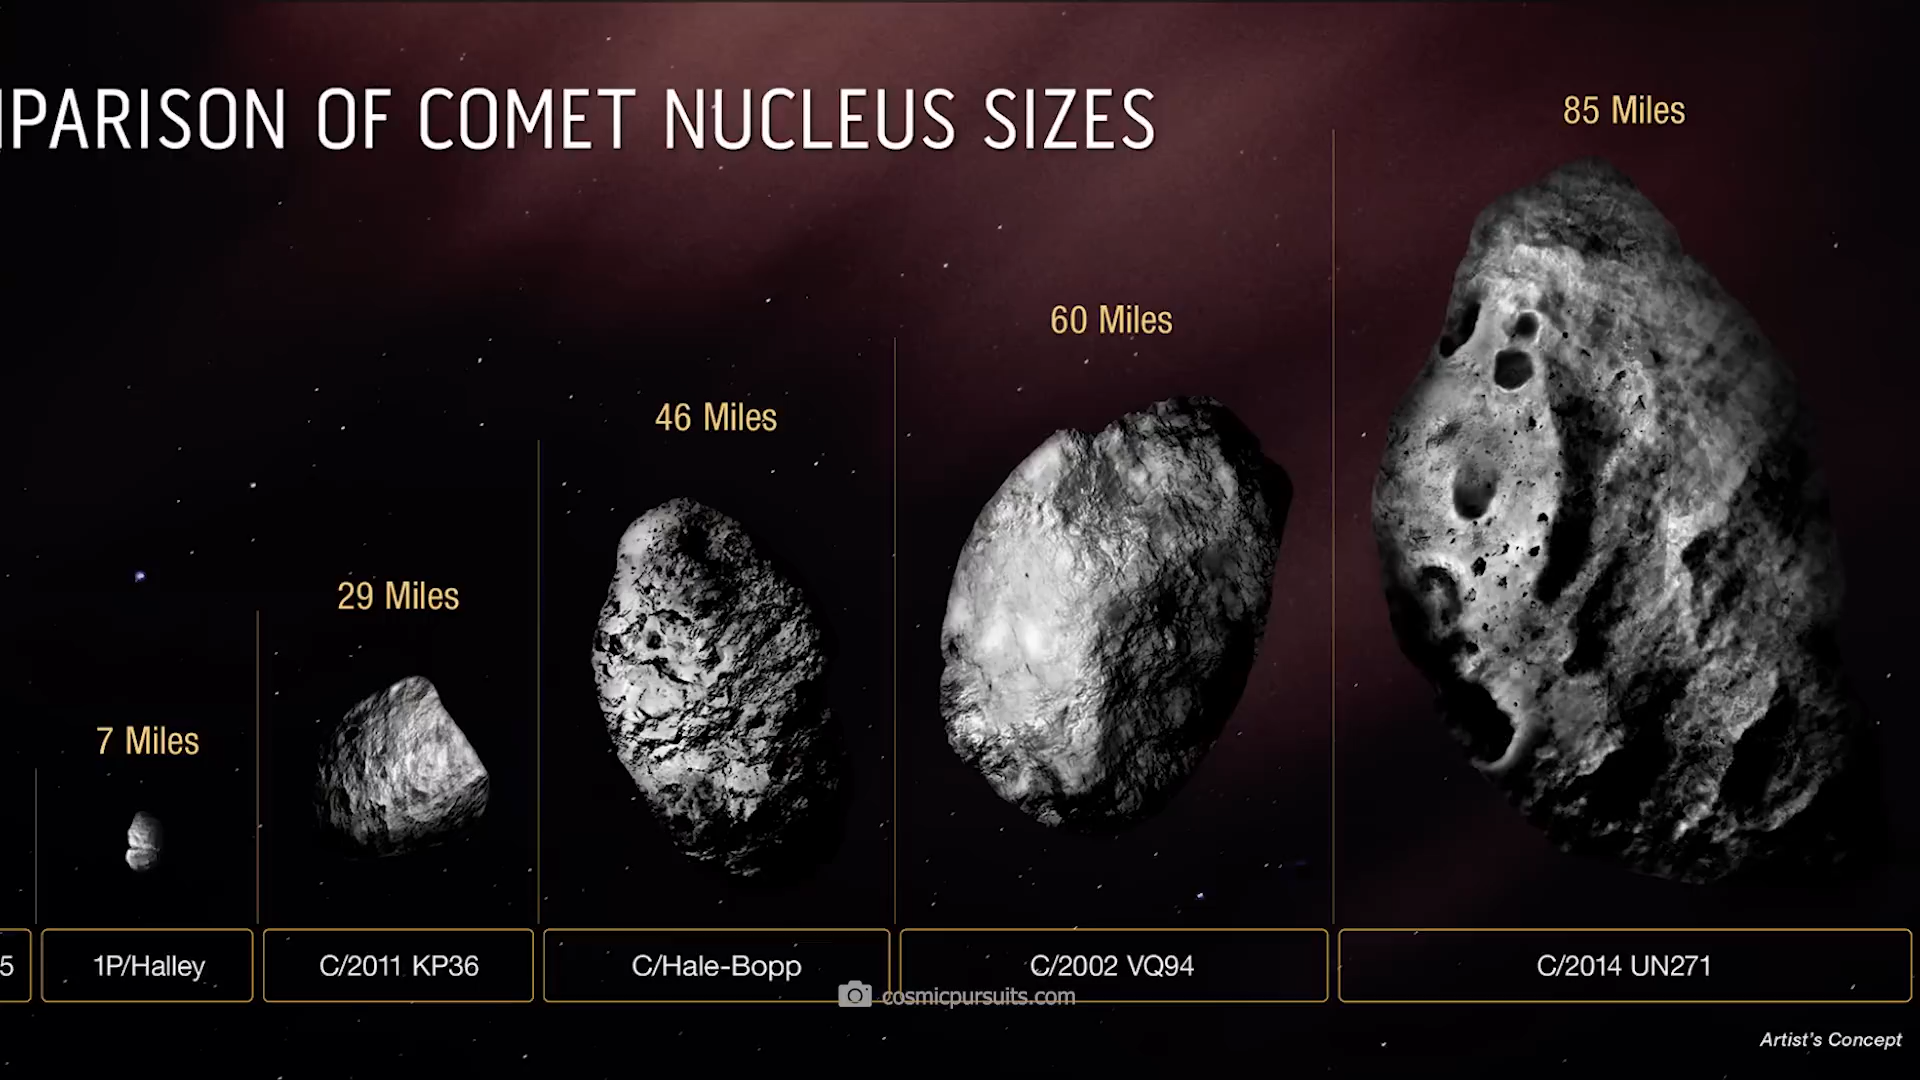 MPARISON OF COMET NUCLEUS SIZES
85 Miles
60 Miles
46 Miles
29 Miles
7 Miles
5
1P/Halley
C/2011 KP36
C/Hale-Bopp
C/2002 VQ94
C/2014 UN271
cosmicpursuits.com
Artist's Concept